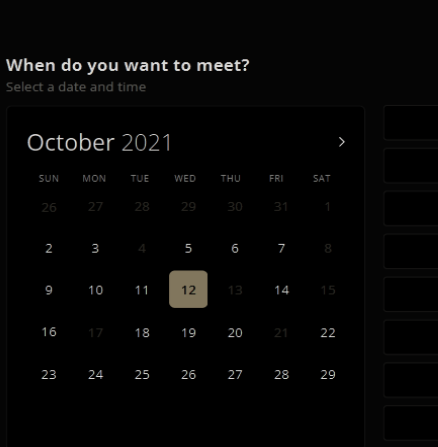 When do you want to meet?
Select a date and time
October 2021
SUN MON TUE WED THU FRI SAT
26 27 28 29 30 31 1
2 3 4 5 6 7 8
9 10 11 12 13 14 15
16 17 18 19 20 21 22
23 24 25 26 27 28 29